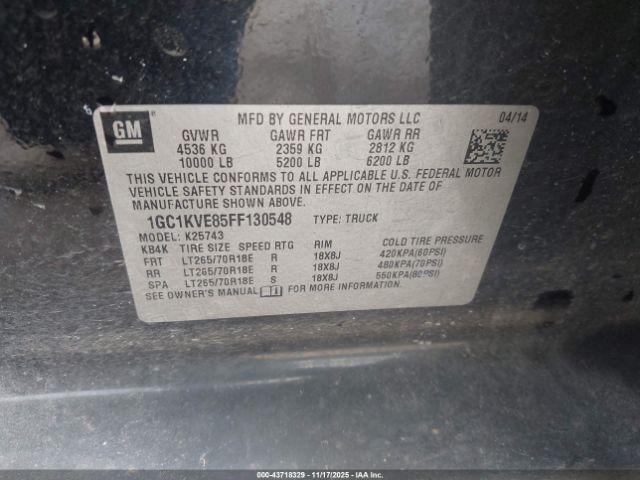 GM
MFD BY GENERAL MOTORS LLC 04/14
GVWR GAWR FRT GAWR RR
4536 KG 2359 KG 2812 KG
10000 LB 5200 LB 6200 LB
THIS VEHICLE CONFORMS TO ALL APPLICABLE U.S. FEDERAL MOTOR
VEHICLE SAFETY STANDARDS IN EFFECT ON THE DATE OF
MANUFACTURE SHOWN ABOVE.
1GC1KVE85FF130548 TYPE: TRUCK
MODEL: K25743
KB4K TIRE SIZE SPEED RTG RIM COLD TIRE PRESSURE
FRT LT265/70R18E R 18X8J 420KPA(60PSI)
RR LT265/70R18E R 18X8J 480KPA(70PSI)
SPA LT265/70R18E S 18X8J 550KPA(80PSI)
SEE OWNER'S MANUAL FOR MORE INFORMATION.
000-43718329 - 11/17/2025 - IAAI.COM